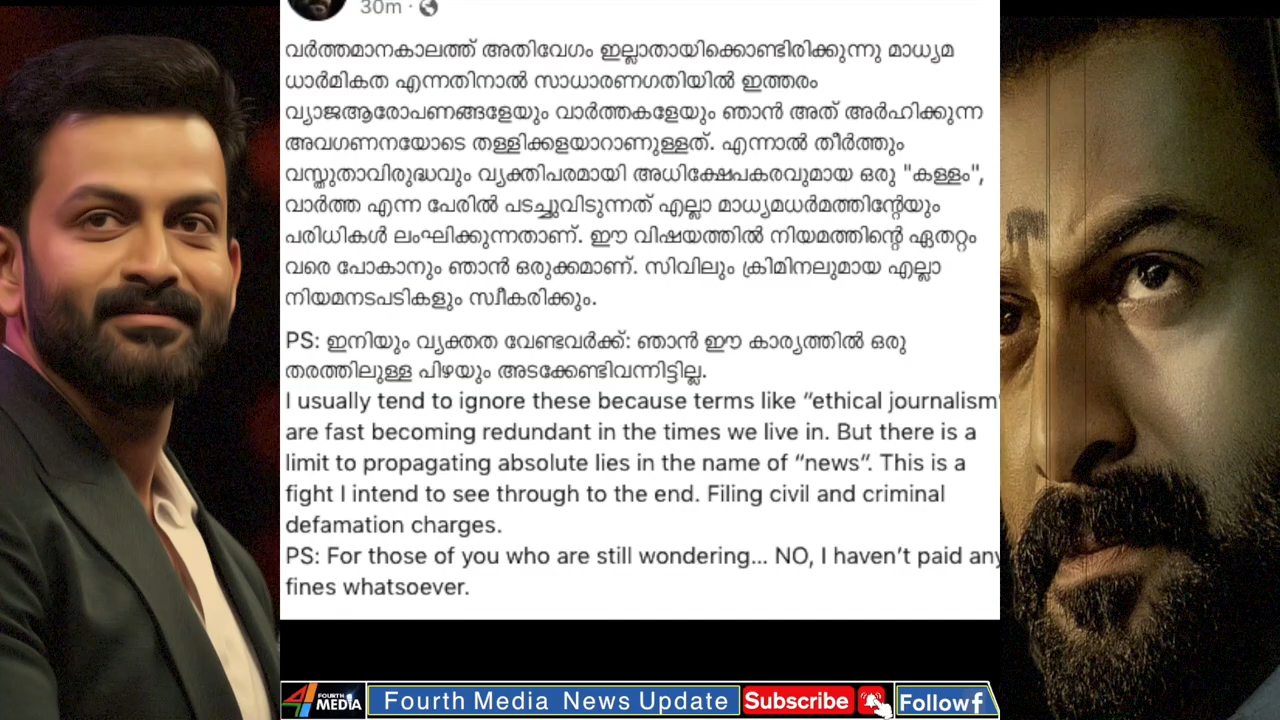 30m ·
വർത്തമാനകാലത്ത് അതിവേഗം ഇല്ലാതായിക്കൊണ്ടിരിക്കുന്നു മാധ്യമ
ധാർമികത എന്നതിനാൽ സാധാരണഗതിയിൽ ഇത്തരം
വ്യാജആരോപണങ്ങളേയും വാർത്തകളേയും ഞാൻ അത് അർഹിക്കുന്ന
അവഗണനയോടെ തള്ളിക്കളയാറാണുള്ളത്. എന്നാൽ തീർത്തും
വസ്തുതാവിരുദ്ധവും വ്യക്തിപരമായി അധിക്ഷേപകരവുമായ ഒരു "കള്ളം",
വാർത്ത എന്ന പേരിൽ പടച്ചുവിടുന്നത് എല്ലാ മാധ്യമധർമത്തിന്റേയും
പരിധികൾ ലംഘിക്കുന്നതാണ്. ഈ വിഷയത്തിൽ നിയമത്തിന്റെ ഏതറ്റം
വരെ പോകാനും ഞാൻ ഒരുക്കമാണ്. സിവിലും ക്രിമിനലുമായ എല്ലാ
നിയമനടപടികളും സ്വീകരിക്കും.
PS: ഇനിയും വ്യക്തത വേണ്ടവർക്ക്: ഞാൻ ഈ കാര്യത്തിൽ ഒരു
തരത്തിലുള്ള പിഴയും അടക്കേണ്ടിവന്നിട്ടില്ല.
I usually tend to ignore these because terms like “ethical journalism”
are fast becoming redundant in the times we live in. But there is a
limit to propagating absolute lies in the name of “news”. This is a
fight I intend to see through to the end. Filing civil and criminal
defamation charges.
PS: For those of you who are still wondering... NO, I haven’t paid any
fines whatsoever.
4 FOURTH MEDIA Fourth Media News Update Subscribe Follow f